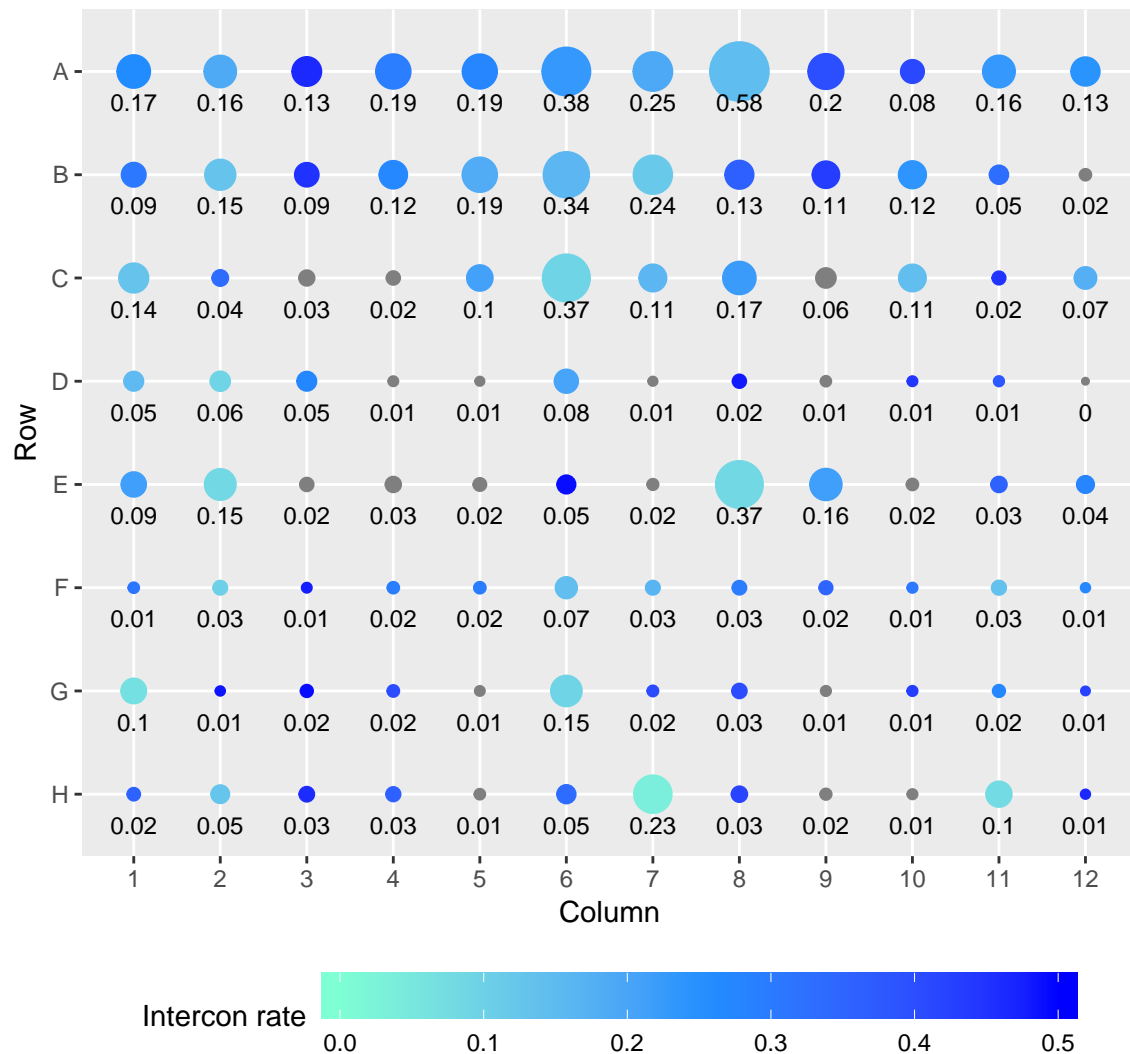 A
0.17 0.16 0.13 0.19 0.19 0.38 0.25 0.58 0.2 0.08 0.16 0.13
B
0.09 0.15 0.09 0.12 0.19 0.34 0.24 0.13 0.11 0.12 0.05 0.02
C
0.14 0.04 0.03 0.02 0.1 0.37 0.11 0.17 0.06 0.11 0.02 0.07
D
0.05 0.06 0.05 0.01 0.01 0.08 0.01 0.02 0.01 0.01 0.01 0
Row
E
0.09 0.15 0.02 0.03 0.02 0.05 0.02 0.37 0.16 0.02 0.03 0.04
F
0.01 0.03 0.01 0.02 0.02 0.07 0.03 0.03 0.02 0.01 0.03 0.01
G
0.1 0.01 0.02 0.02 0.01 0.15 0.02 0.03 0.01 0.01 0.02 0.01
H
0.02 0.05 0.03 0.03 0.01 0.05 0.23 0.03 0.02 0.01 0.1 0.01
1 2 3 4 5 6 7 8 9 10 11 12
Column
Intercon rate
0.0 0.1 0.2 0.3 0.4 0.5